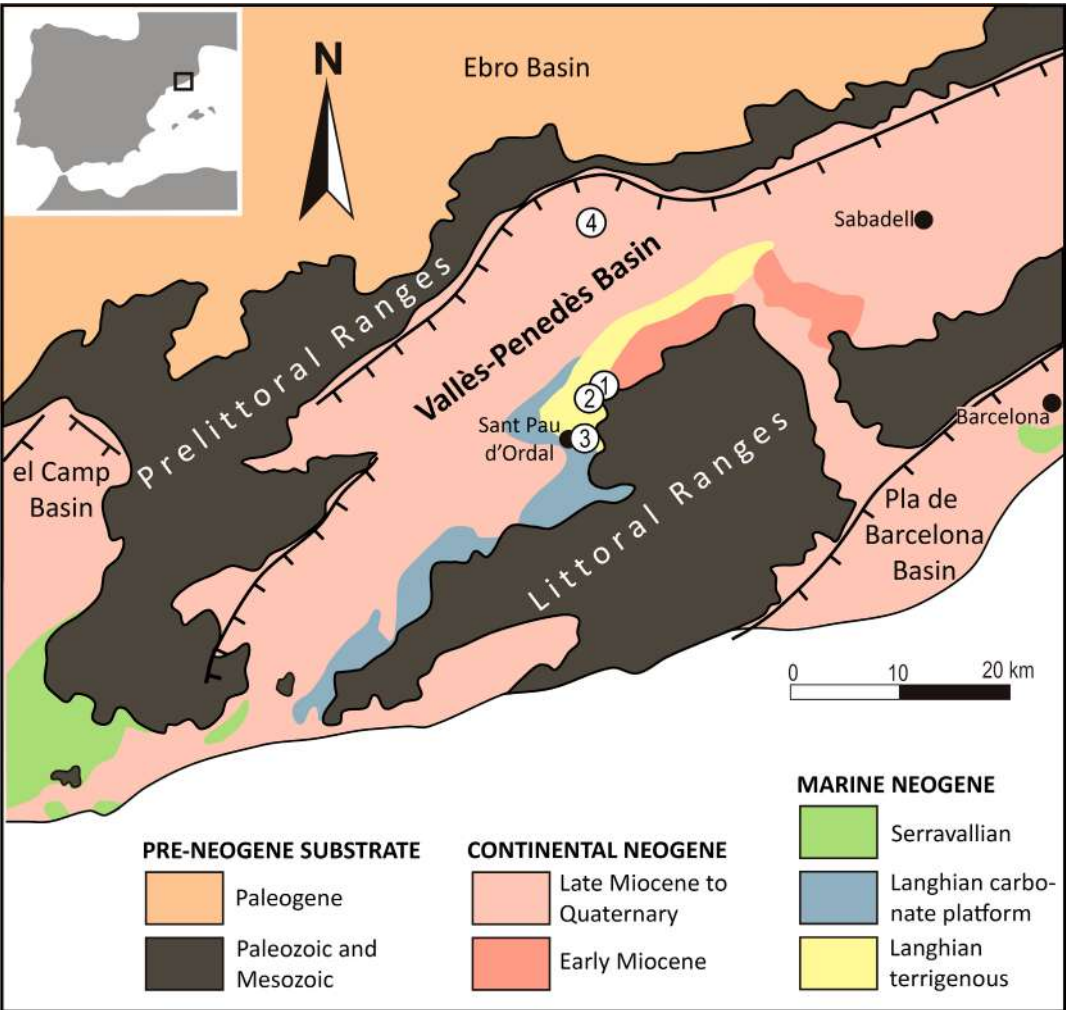 Ebro Basin
N
4
Sabadell
Prelittoral Ranges
Vallès-Penedès Basin
1
2
3
Sant Pau
d'Ordal
Barcelona
el Camp
Basin
Littoral Ranges
Pla de
Barcelona
Basin
0 10 20 km
PRE-NEOGENE SUBSTRATE
Paleogene
Paleozoic and
Mesozoic
CONTINENTAL NEOGENE
Late Miocene to
Quaternary
Early Miocene
MARINE NEOGENE
Serravallian
Langhian carbo-
nate platform
Langhian
terrigenous